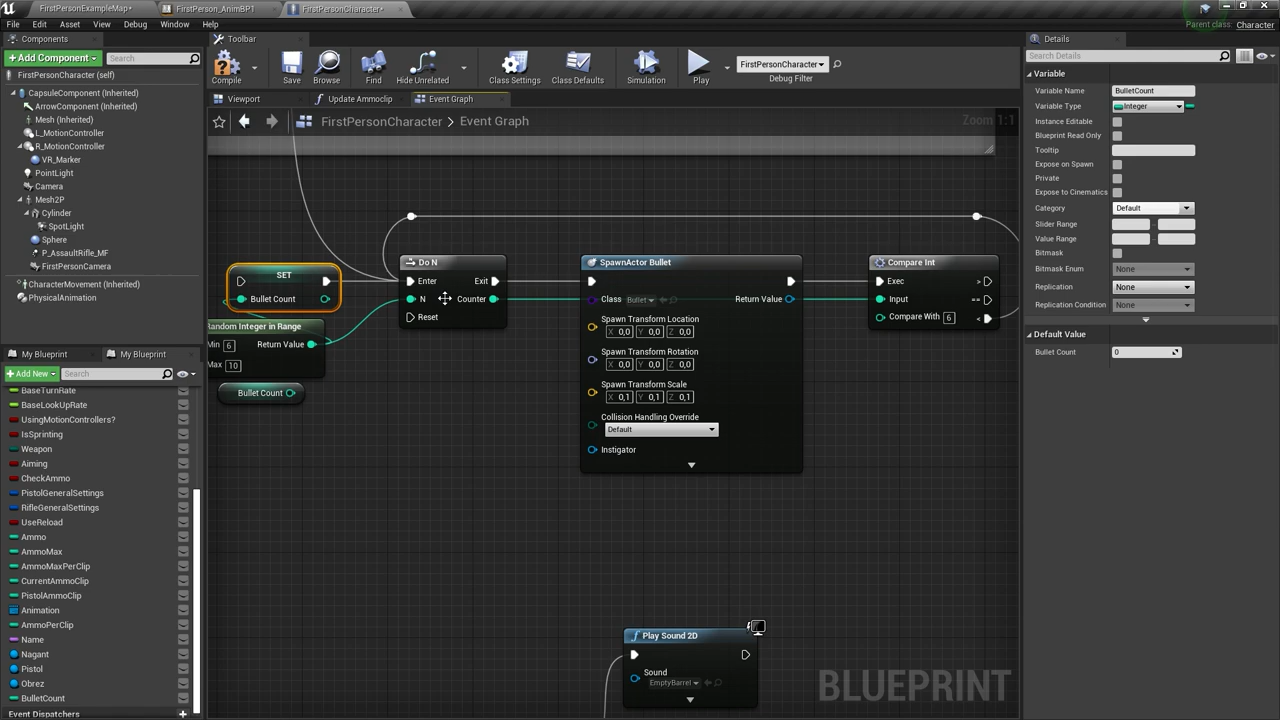 FirstPersonExampleMap*
FirstPerson_AnimBP1
FirstPersonCharacter*
File
Edit
Asset
View
Debug
Window
Help
Parent class: Character
Components
+ Add Component
Search
FirstPersonCharacter (self)
CapsuleComponent (Inherited)
ArrowComponent (Inherited)
Mesh (Inherited)
L_MotionController
R_MotionController
VR_Marker
PointLight
Camera
Mesh2P
Cylinder
SpotLight
Sphere
P_AssaultRifle_MF
FirstPersonCamera
CharacterMovement (Inherited)
PhysicalAnimation
My Blueprint
My Blueprint
+ Add New
Search
BaseTurnRate
BaseLookUpRate
UsingMotionControllers?
IsSprinting
Weapon
Aiming
CheckAmmo
PistolGeneralSettings
RifleGeneralSettings
UseReload
Ammo
AmmoMax
AmmoMaxPerClip
CurrentAmmoClip
PistolAmmoClip
Animation
AmmoPerClip
Name
Nagant
Pistol
Obrez
BulletCount
Event Dispatchers
Toolbar
Compile
Save
Browse
Find
Hide Unrelated
Class Settings
Class Defaults
Simulation
Play
FirstPersonCharacter
Debug Filter
Viewport
Update Ammoclip
Event Graph
FirstPersonCharacter > Event Graph
Zoom 1:1
SET
Bullet Count
Random Integer in Range
Min 6
Return Value
Max 10
Bullet Count
Do N
Enter
Exit
N
Counter
Reset
SpawnActor Bullet
Class Bullet
Return Value
Spawn Transform Location
X 0,0 Y 0,0 Z 0,0
Spawn Transform Rotation
X 0,0 Y 0,0 Z 0,0
Spawn Transform Scale
X 0,1 Y 0,1 Z 0,1
Collision Handling Override
Default
Instigator
Compare Int
Exec
>
Input
==
Compare With 6
<
Play Sound 2D
Sound
EmptyBarrel
BLUEPRINT
Details
Search Details
Variable
Variable Name
BulletCount
Variable Type
Integer
Instance Editable
Blueprint Read Only
Tooltip
Expose on Spawn
Private
Expose to Cinematics
Category
Default
Slider Range
Value Range
Bitmask
Bitmask Enum
None
Replication
None
Replication Condition
None
Default Value
Bullet Count
0